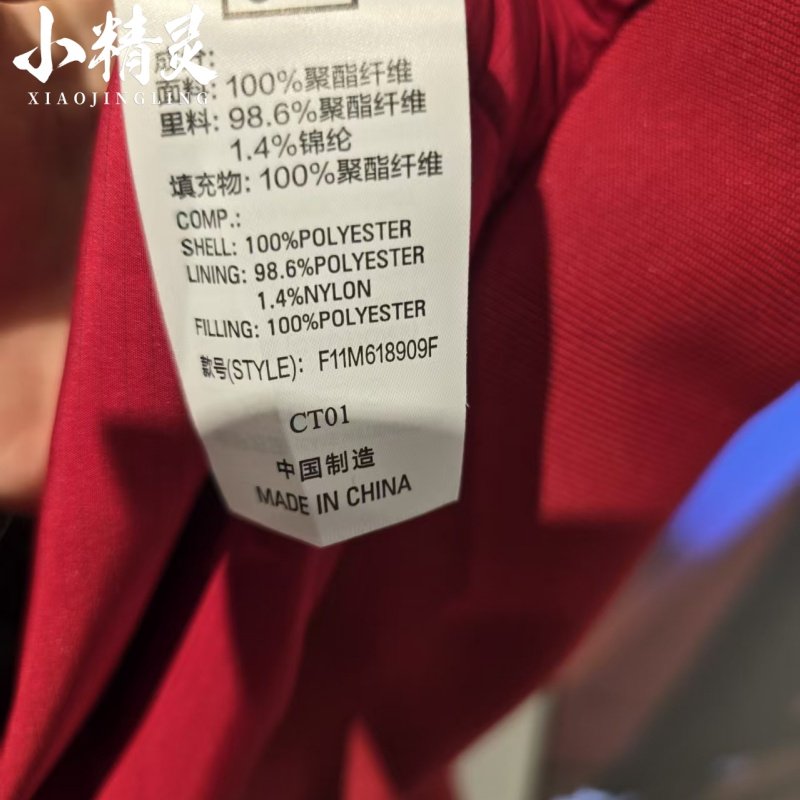 小精灵
XIAOJINGLING
成分:
面料: 100%聚酯纤维
里料: 98.6%聚酯纤维
1.4%锦纶
填充物: 100%聚酯纤维
COMP.:
SHELL: 100%POLYESTER
LINING: 98.6%POLYESTER
1.4%NYLON
FILLING: 100%POLYESTER
款号(STYLE): F11M618909F
CT01
中国制造
MADE IN CHINA